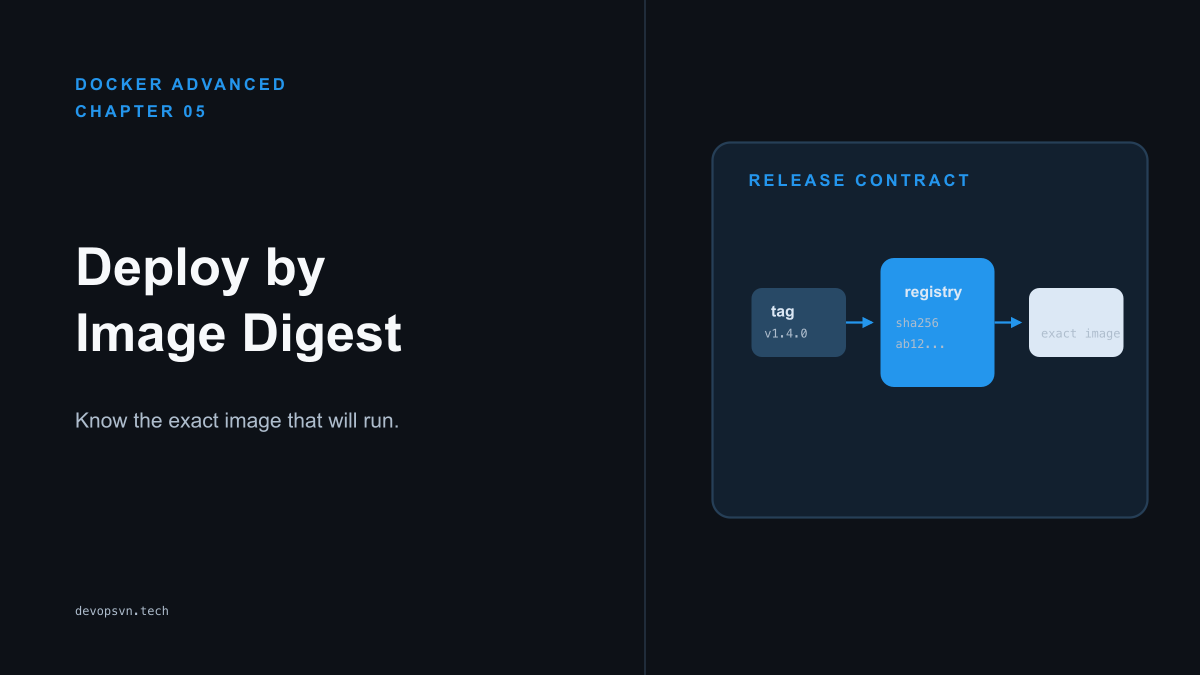 DOCKER ADVANCED
CHAPTER 05
Deploy by
Image Digest
Know the exact image that will run.
devopsvn.tech
RELEASE CONTRACT
tag
v1.4.0
registry
sha256
ab12...
exact image